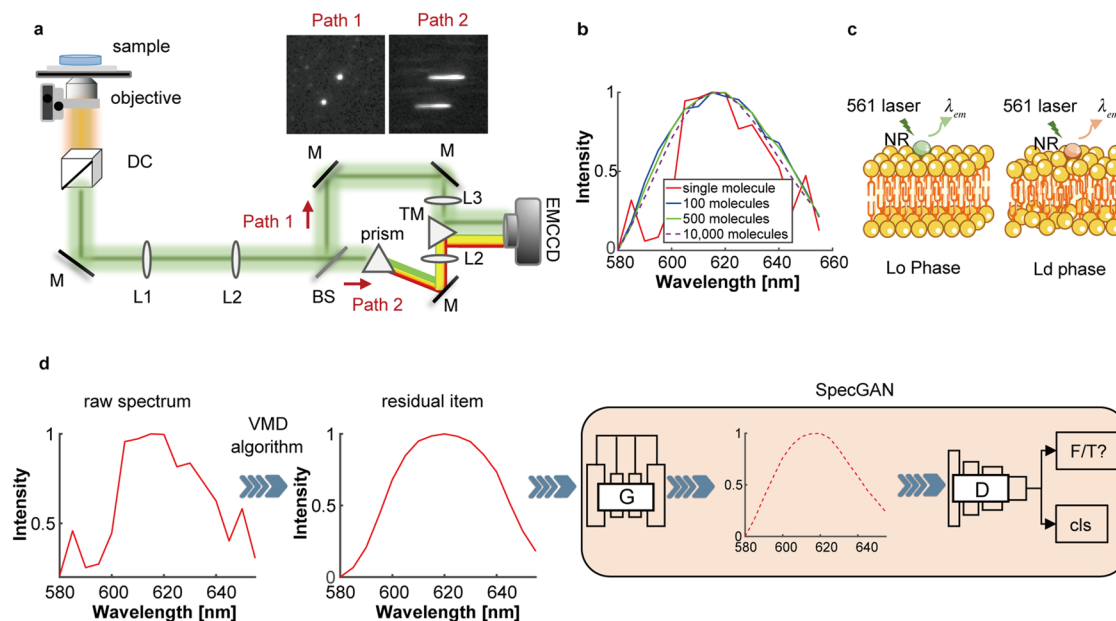 a
Path 1
Path 2
sample
objective
DC
M
M
Path 1
L3
TM
EMCCD
prism
L2
M
L1
L2
BS
Path 2
M
b
1
0.5
0
Intensity
single molecule
100 molecules
500 molecules
10,000 molecules
580
600
620
640
660
Wavelength [nm]
c
561 laser
λem
NR
Lo Phase
561 laser
λem
NR
Ld phase
d
raw spectrum
1
0.5
Intensity
580
600
620
640
Wavelength [nm]
VMD
algorithm
residual item
1
0.5
0
Intensity
580
600
620
640
Wavelength [nm]
SpecGAN
G
1
0.5
0
580
600
620
640
D
F/T?
cls